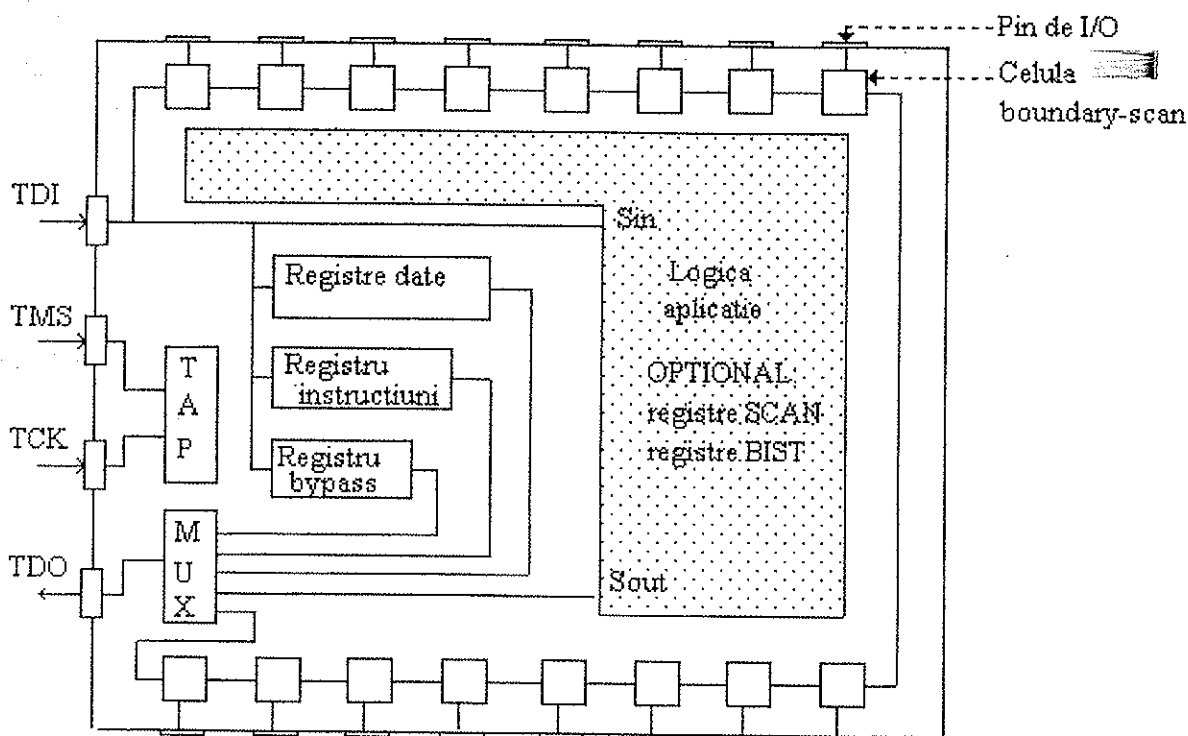 Pin de I/O
Celula
boundary-scan
TDI
Sin
Registre date
Logica
aplicatie
TMS
T
A
P
Registru
instructiuni
OPTIONAL:
registre SCAN
registre BIST
TCK
Registru
bypass
M
U
X
TDO
Sout